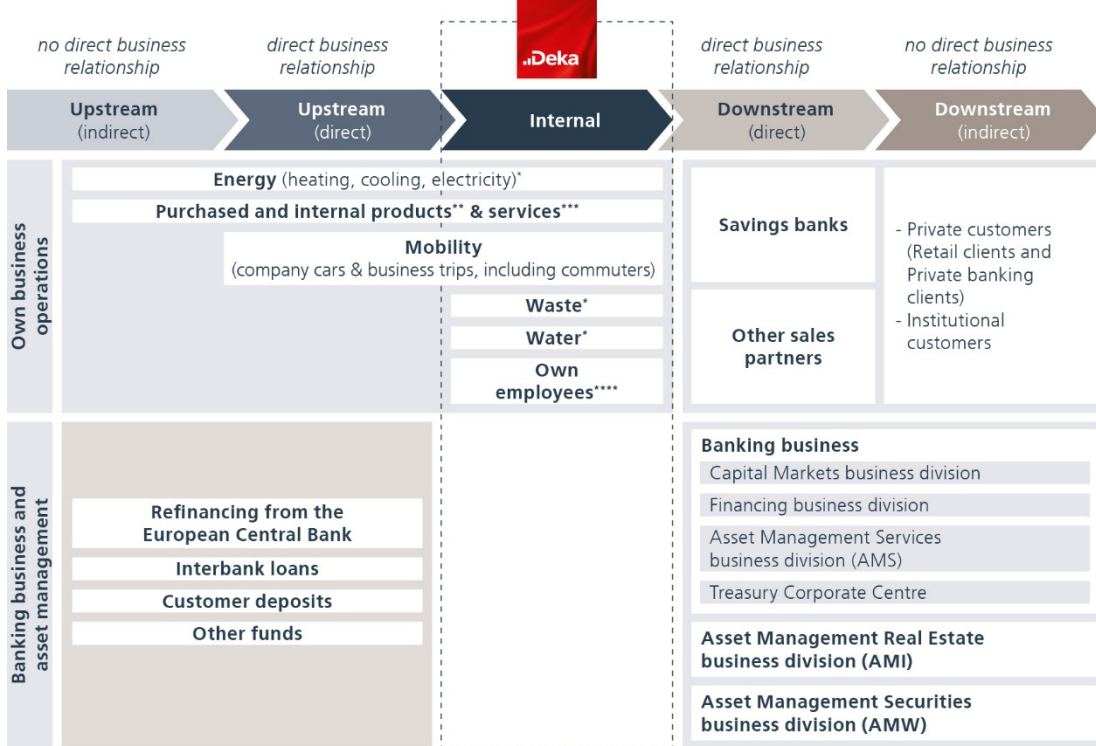 no direct business
relationship
direct business
relationship
..Deka
direct business
relationship
no direct business
relationship
Upstream
(indirect)
Upstream
(direct)
Internal
Downstream
(direct)
Downstream
(indirect)
Own business
operations
Energy (heating, cooling, electricity)*
Purchased and internal products** & services***
Mobility
(company cars & business trips, including commuters)
Waste*
Water*
Own
employees****
Savings banks
Other sales
partners
- Private customers
(Retail clients and
Private banking
clients)
- Institutional
customers
Banking business and
asset management
Refinancing from the
European Central Bank
Interbank loans
Customer deposits
Other funds
Banking business
Capital Markets business division
Financing business division
Asset Management Services
business division (AMS)
Treasury Corporate Centre
Asset Management Real Estate
business division (AMI)
Asset Management Securities
business division (AMW)